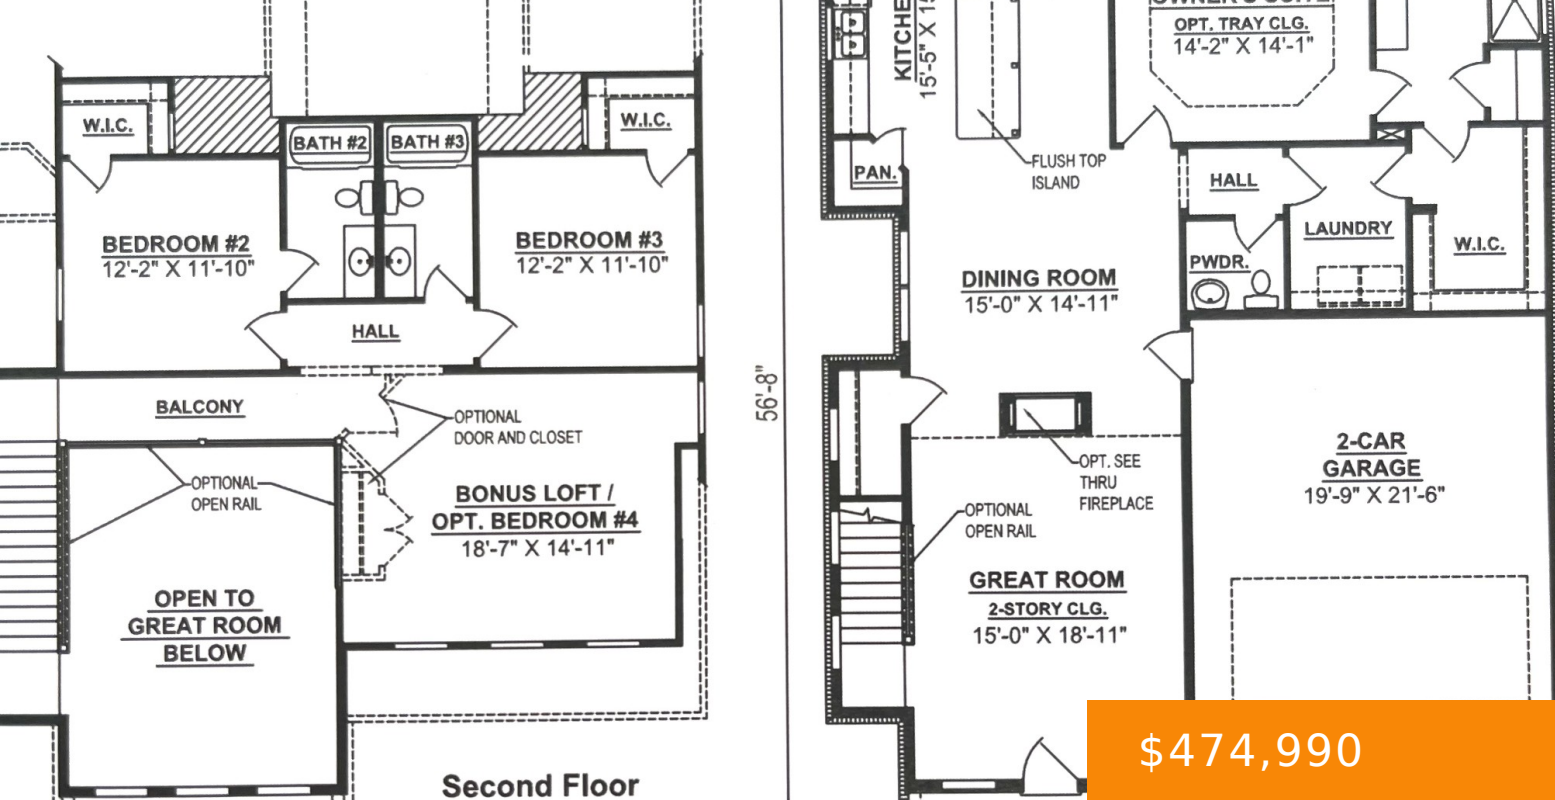 W.I.C.
BATH #2
BATH #3
W.I.C.
BEDROOM #2
12'-2" X 11'-10"
BEDROOM #3
12'-2" X 11'-10"
HALL
BALCONY
OPTIONAL
DOOR AND CLOSET
OPTIONAL
OPEN RAIL
BONUS LOFT /
OPT. BEDROOM #4
18'-7" X 14'-11"
OPEN TO
GREAT ROOM
BELOW
Second Floor
56'-8"
15'-5" X
OPT. TRAY CLG.
14'-2" X 14'-1"
FLUSH TOP
ISLAND
PAN.
HALL
LAUNDRY
W.I.C.
PWDR.
DINING ROOM
15'-0" X 14'-11"
OPT. SEE
THRU
FIREPLACE
2-CAR
GARAGE
19'-9" X 21'-6"
OPTIONAL
OPEN RAIL
GREAT ROOM
2-STORY CLG.
15'-0" X 18'-11"
$474,990